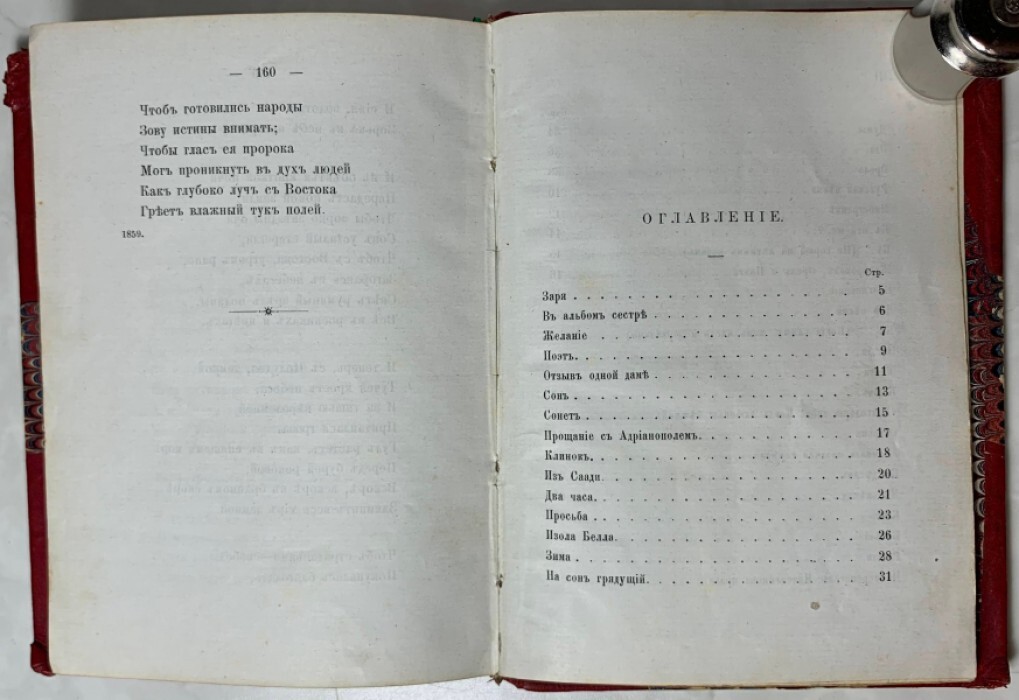 — 160 —
Чтобъ готовились народы
Зову истины внимать;
Чтобы гласъ ея пророка
Могъ проникнуть въ духъ людей
Какъ глубоко лучъ съ Востока
Грѣетъ влажный тукъ полей.
1859.
ОГЛАВЛЕНІЕ.
Стр.
Заря . . . . . . . . . . . . . . . . . 5
Въ альбомъ сестрѣ . . . . . . . . . . . 6
Желаніе . . . . . . . . . . . . . . . . 7
Поэтъ. . . . . . . . . . . . . . . . . 9
Отзывъ одной дамѣ . . . . . . . . . . . 11
Сонъ . . . . . . . . . . . . . . . . . 13
Сонетъ . . . . . . . . . . . . . . . . 15
Прощаніе съ Адріанополемъ. . . . . . . . 17
Клинокъ. . . . . . . . . . . . . . . . 18
Изъ Саади. . . . . . . . . . . . . . . 20
Два часа. . . . . . . . . . . . . . . . 21
Просьба . . . . . . . . . . . . . . . . 23
Изола Белла. . . . . . . . . . . . . . 26
Зима . . . . . . . . . . . . . . . . . 28
На сонъ грядущій. . . . . . . . . . . . 31